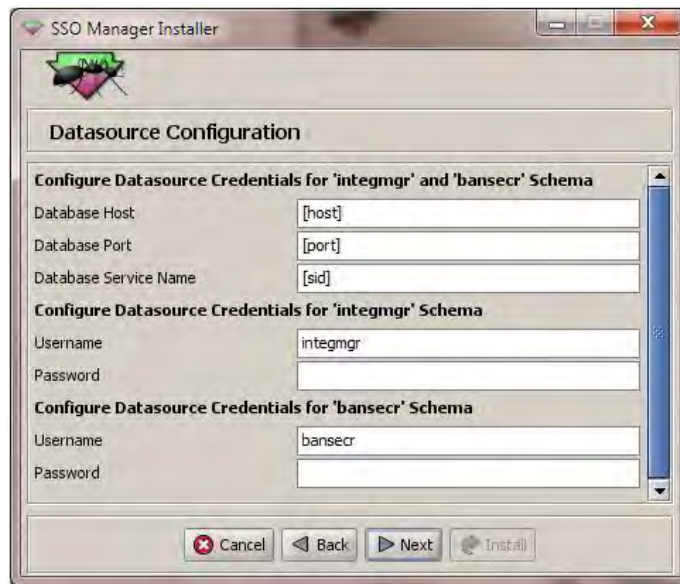 SSO Manager Installer
Datasource Configuration
Configure Datasource Credentials for 'integmgr' and 'bansecr' Schema
Database Host [host]
Database Port [port]
Database Service Name [sid]
Configure Datasource Credentials for 'integmgr' Schema
Username integmgr
Password
Configure Datasource Credentials for 'bansecr' Schema
Username bansecr
Password
Cancel Back Next Install